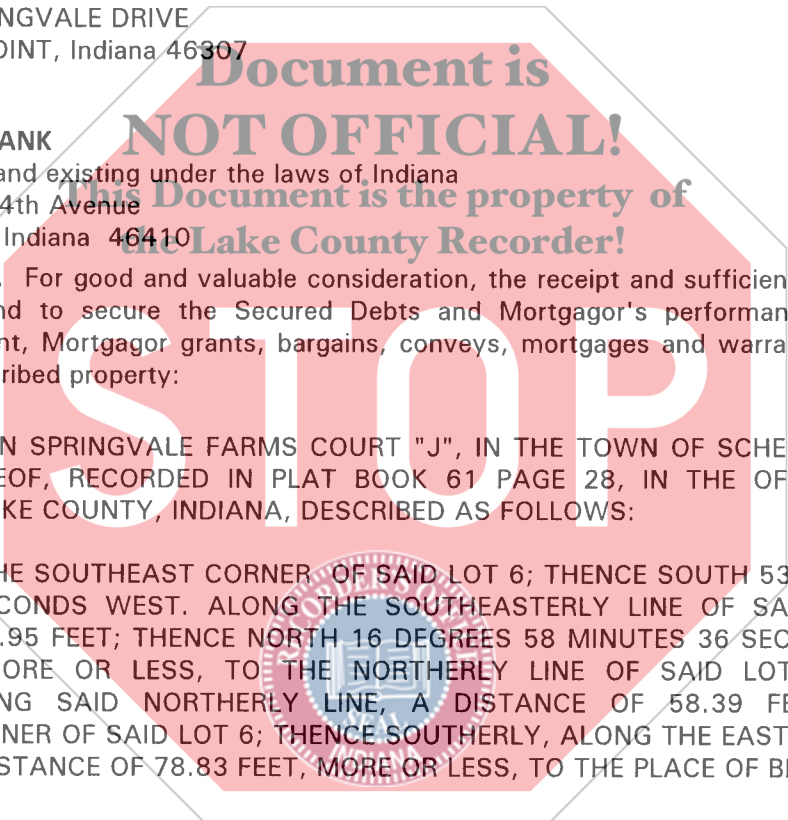 NGVALE DRIVE
OINT, Indiana 46307
Document is
ANK
NOT OFFICIAL!
and existing under the laws of Indiana
This Document is the property of
4th Avenue
Indiana 46410
the Lake County Recorder!
. For good and valuable consideration, the receipt and sufficien
nd to secure the Secured Debts and Mortgagor's performan
nt, Mortgagor grants, bargains, conveys, mortgages and warra
ribed property:
STOP
N SPRINGVALE FARMS COURT "J", IN THE TOWN OF SCHE
EOF, RECORDED IN PLAT BOOK 61 PAGE 28, IN THE OF
KE COUNTY, INDIANA, DESCRIBED AS FOLLOWS:
HE SOUTHEAST CORNER OF SAID LOT 6; THENCE SOUTH 53
CONDS WEST. ALONG THE SOUTHEASTERLY LINE OF SA
.95 FEET; THENCE NORTH 16 DEGREES 58 MINUTES 36 SEC
ORE OR LESS, TO THE NORTHERLY LINE OF SAID LOT
NG SAID NORTHERLY LINE, A DISTANCE OF 58.39 FE
NER OF SAID LOT 6; THENCE SOUTHERLY, ALONG THE EAST
STANCE OF 78.83 FEET, MORE OR LESS, TO THE PLACE OF B
SEAL
INDIANA